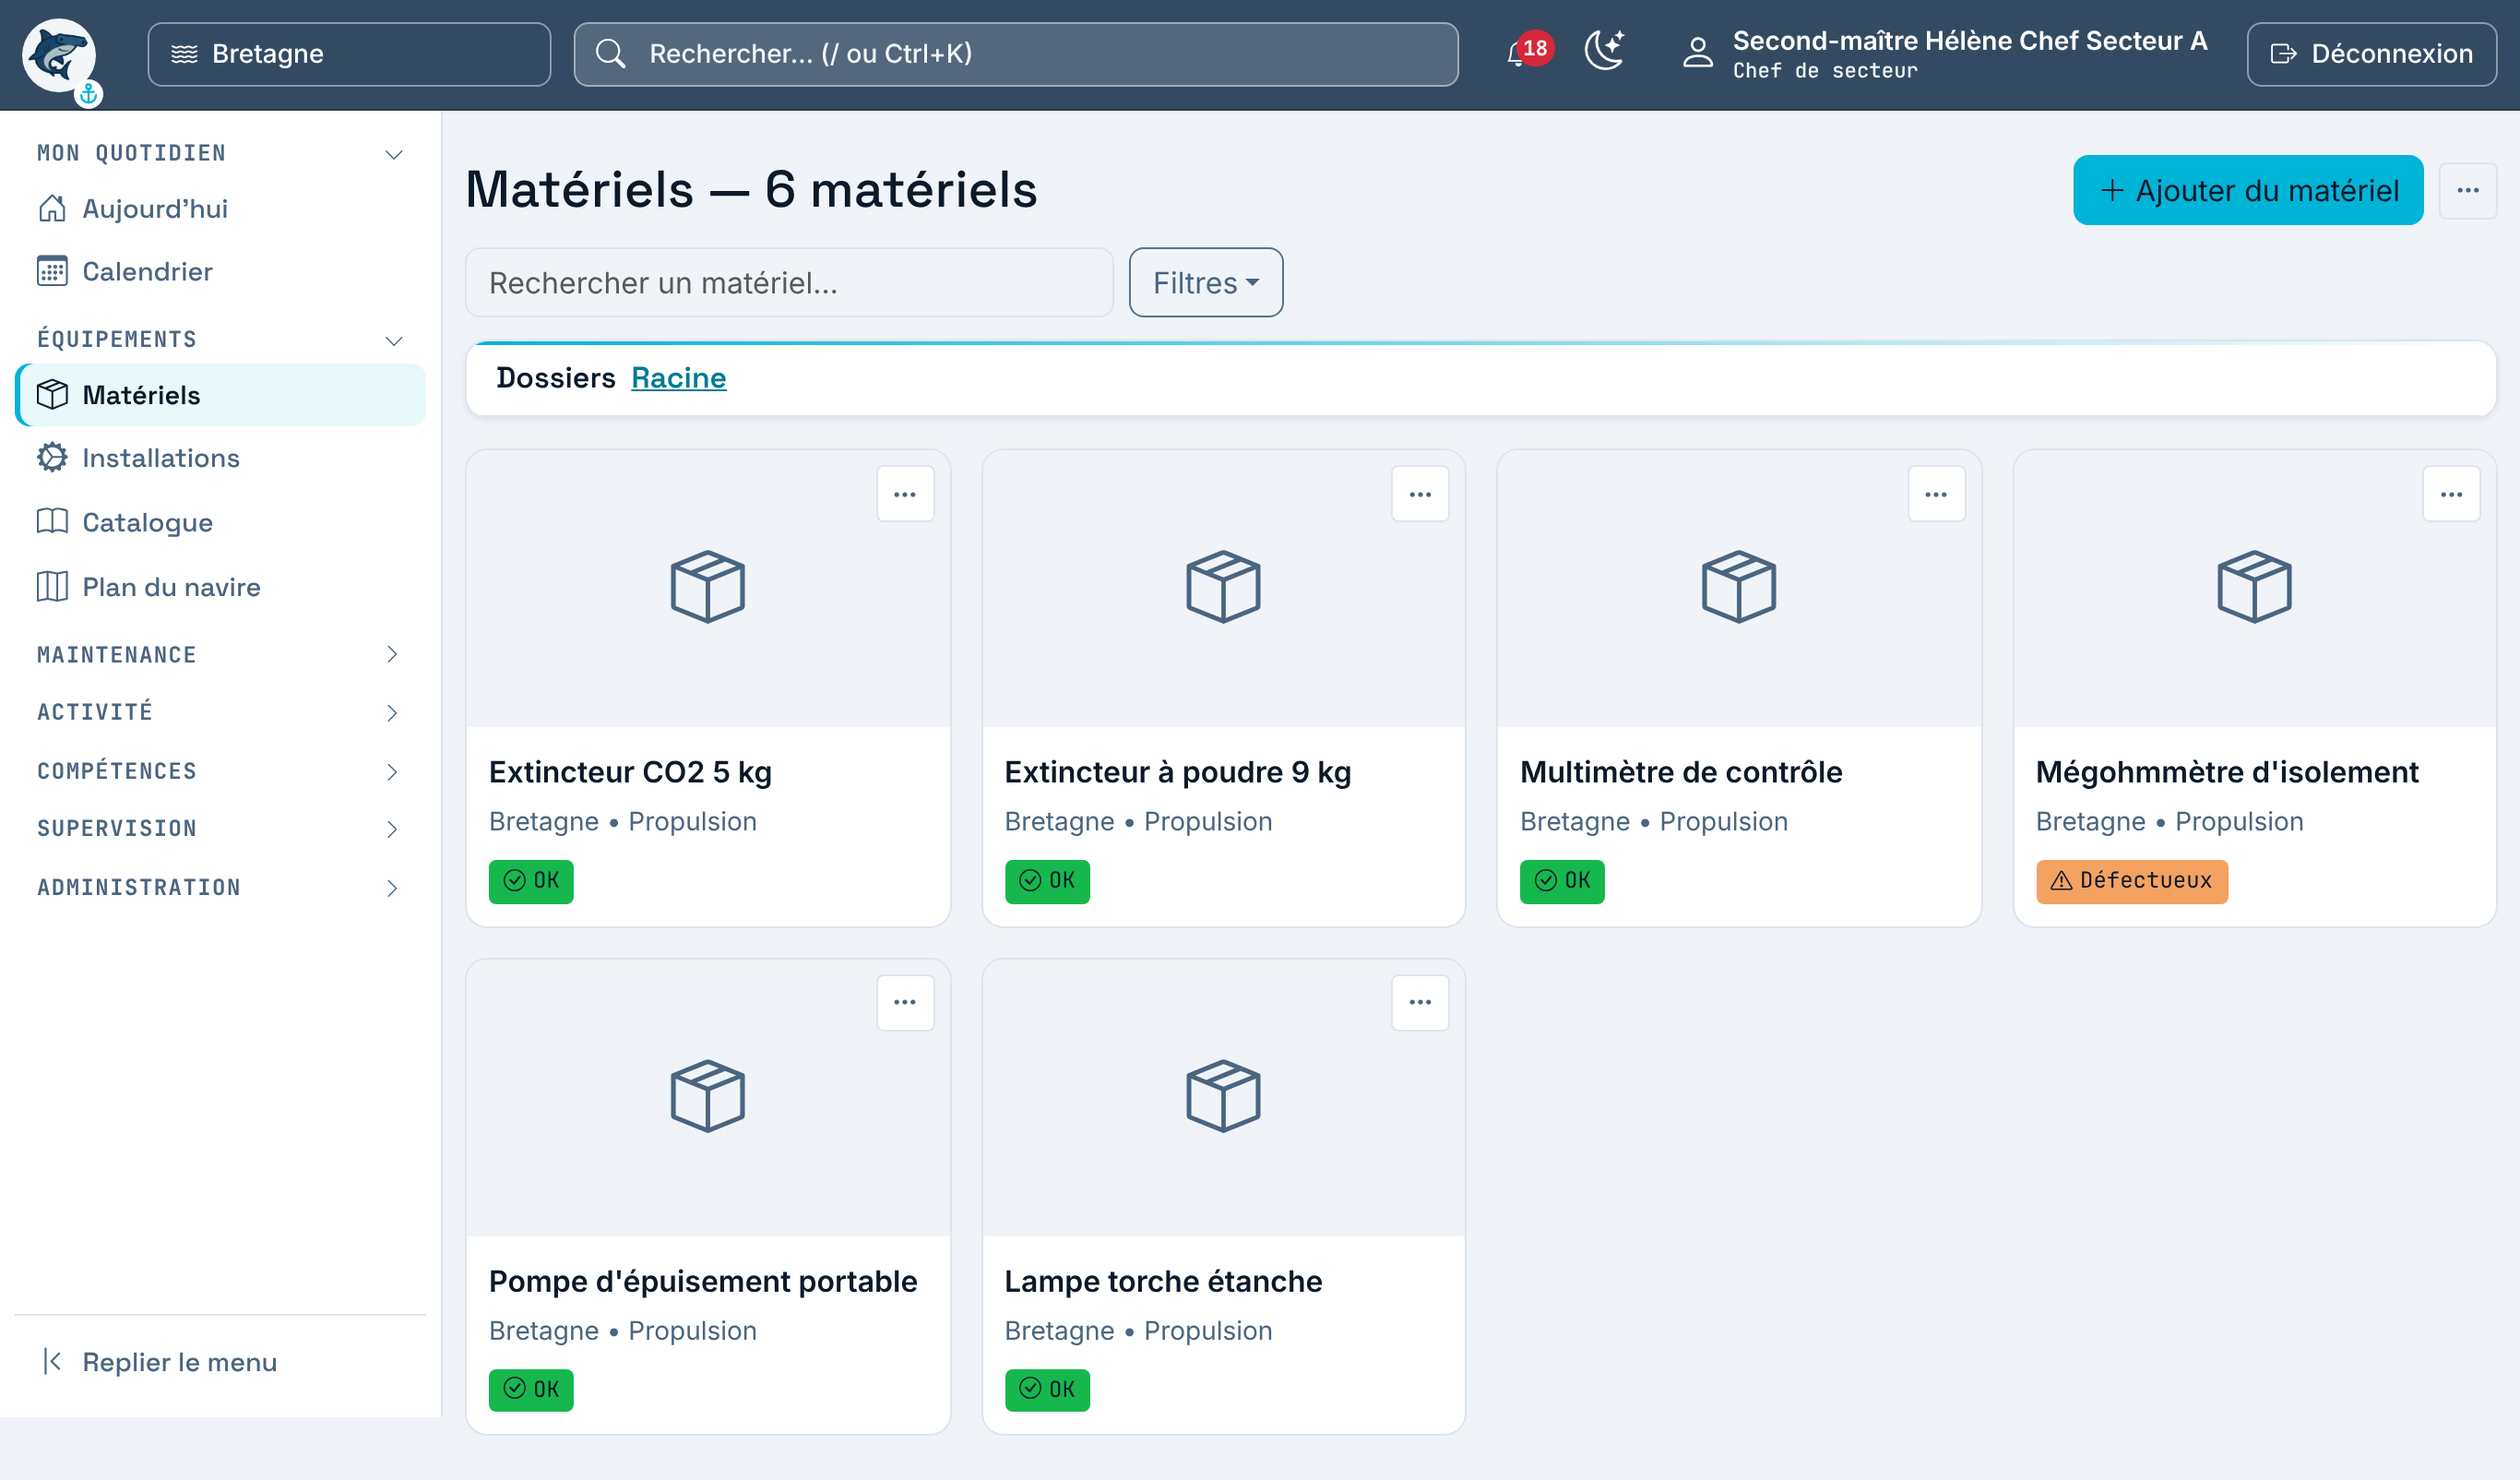 Bretagne
Rechercher... (/ ou Ctrl+K)
18
Second-maître Hélène Chef Secteur A
Chef de secteur
Déconnexion
MON QUOTIDIEN
Aujourd'hui
Calendrier
ÉQUIPEMENTS
Matériels
Installations
Catalogue
Plan du navire
MAINTENANCE
ACTIVITÉ
COMPÉTENCES
SUPERVISION
ADMINISTRATION
Replier le menu
Matériels — 6 matériels
+ Ajouter du matériel
Rechercher un matériel...
Filtres
Dossiers Racine
Extincteur CO2 5 kg
Bretagne • Propulsion
OK
Extincteur à poudre 9 kg
Bretagne • Propulsion
OK
Multimètre de contrôle
Bretagne • Propulsion
OK
Mégohmmètre d'isolement
Bretagne • Propulsion
Défectueux
Pompe d'épuisement portable
Bretagne • Propulsion
OK
Lampe torche étanche
Bretagne • Propulsion
OK